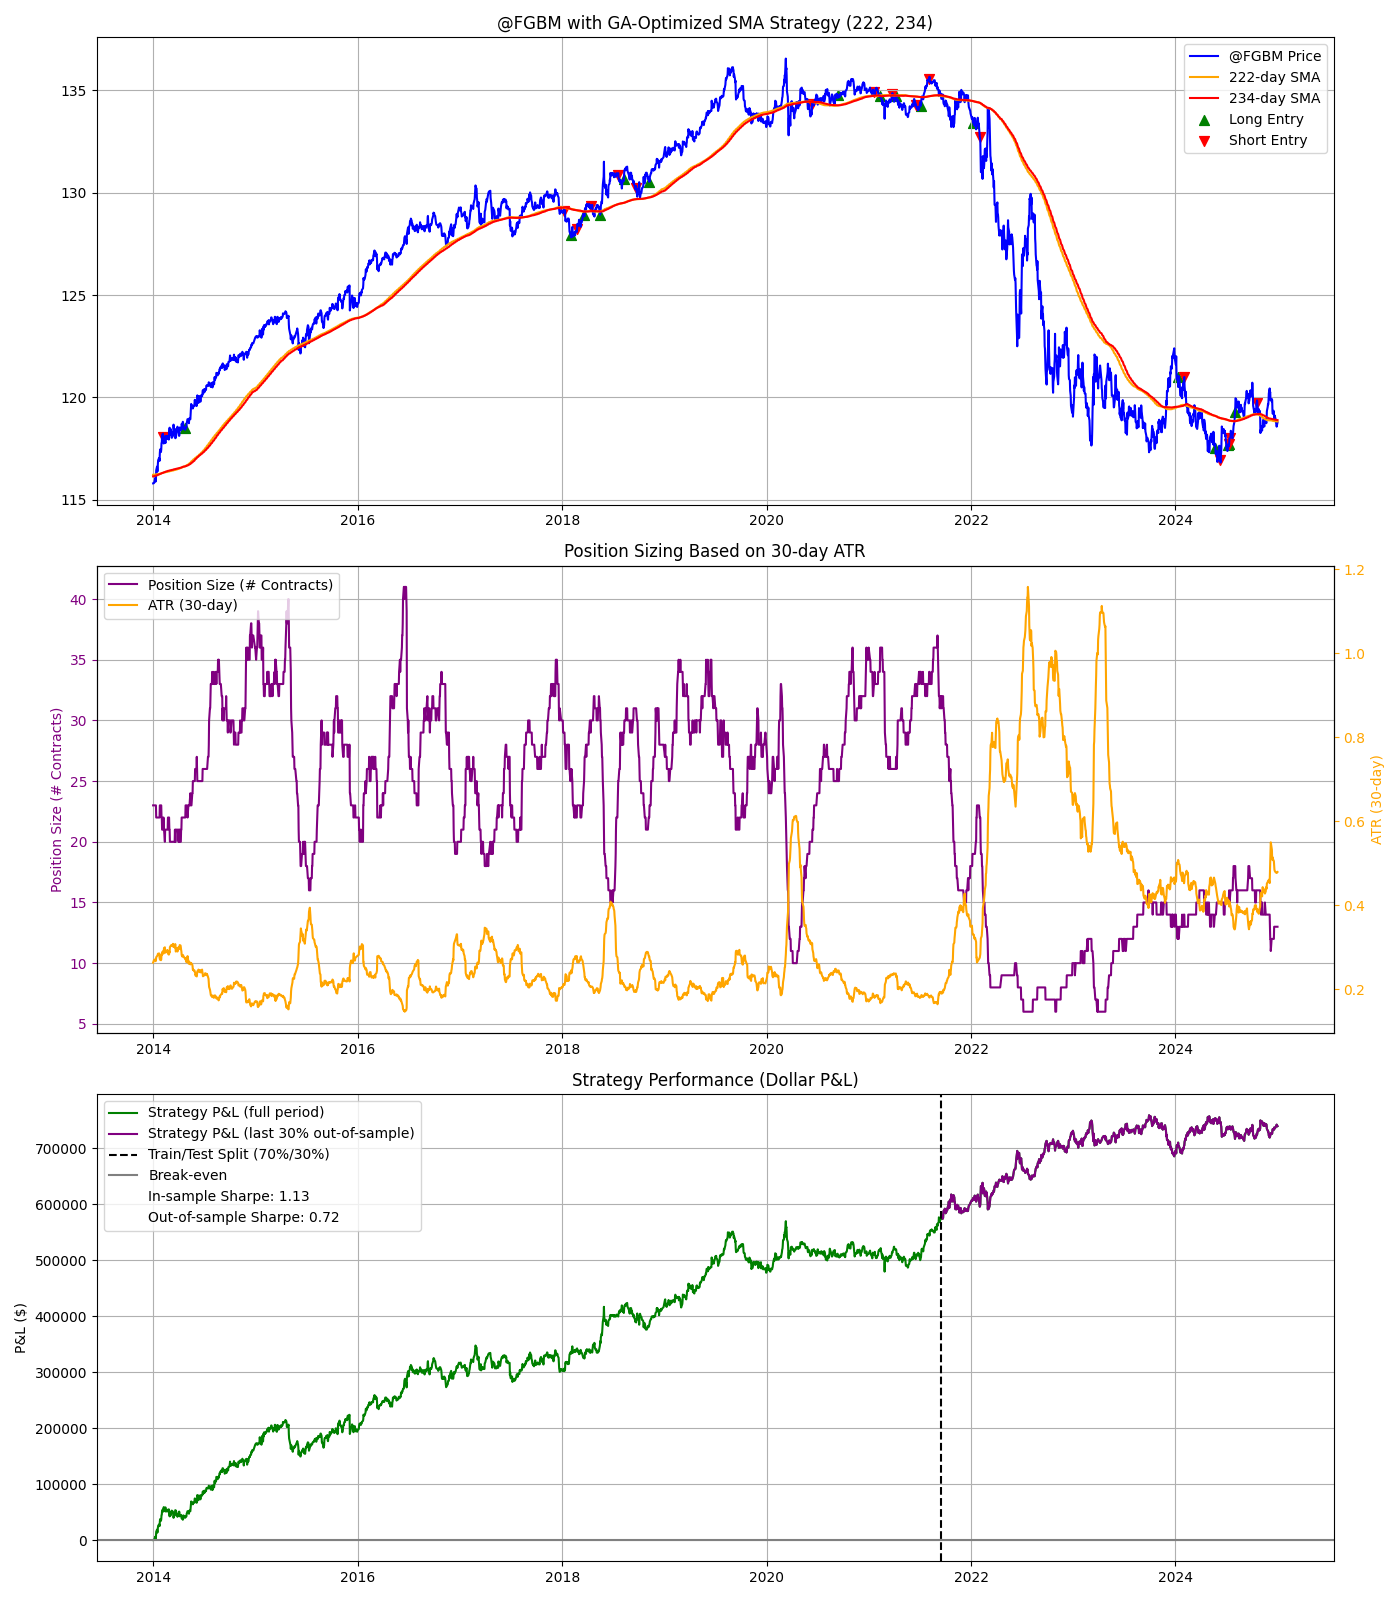 @FGBM with GA-Optimized SMA Strategy (222, 234)
@FGBM Price
222-day SMA
234-day SMA
Long Entry
Short Entry
135
130
125
120
115
2014 2016 2018 2020 2022 2024
Position Sizing Based on 30-day ATR
Position Size (# Contracts)
ATR (30-day)
Position Size (# Contracts)
40
35
30
25
20
15
10
5
1.2
1.0
0.8
0.6
0.4
0.2
ATR (30-day)
2014 2016 2018 2020 2022 2024
Strategy Performance (Dollar P&L)
Strategy P&L (full period)
Strategy P&L (last 30% out-of-sample)
Train/Test Split (70%/30%)
Break-even
In-sample Sharpe: 1.13
Out-of-sample Sharpe: 0.72
P&L ($)
700000
600000
500000
400000
300000
200000
100000
0
2014 2016 2018 2020 2022 2024